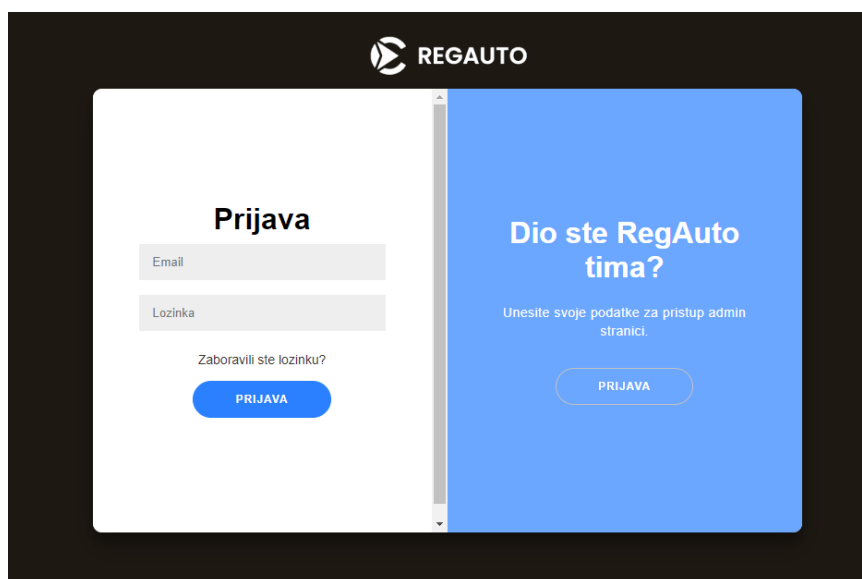 REGAUTO
Prijava
Email
Lozinka
Zaboravili ste lozinku?
PRIJAVA
Dio ste RegAuto
tima?
Unesite svoje podatke za pristup admin
stranici.
PRIJAVA